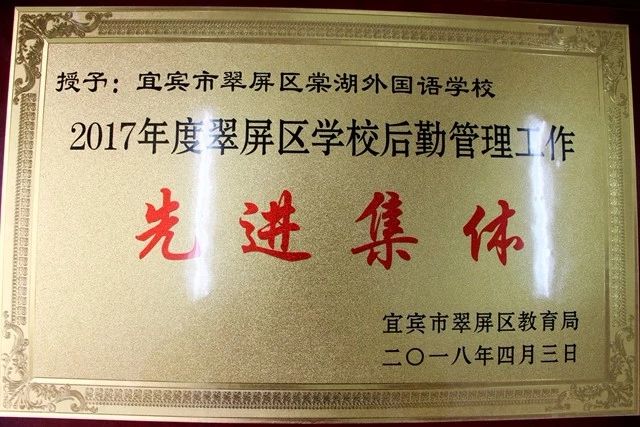 授予：宜宾市翠屏区棠湖外国语学校
2017年度翠屏区学校后勤管理工作
先进集体
宜宾市翠屏区教育局
二〇一八年四月三日